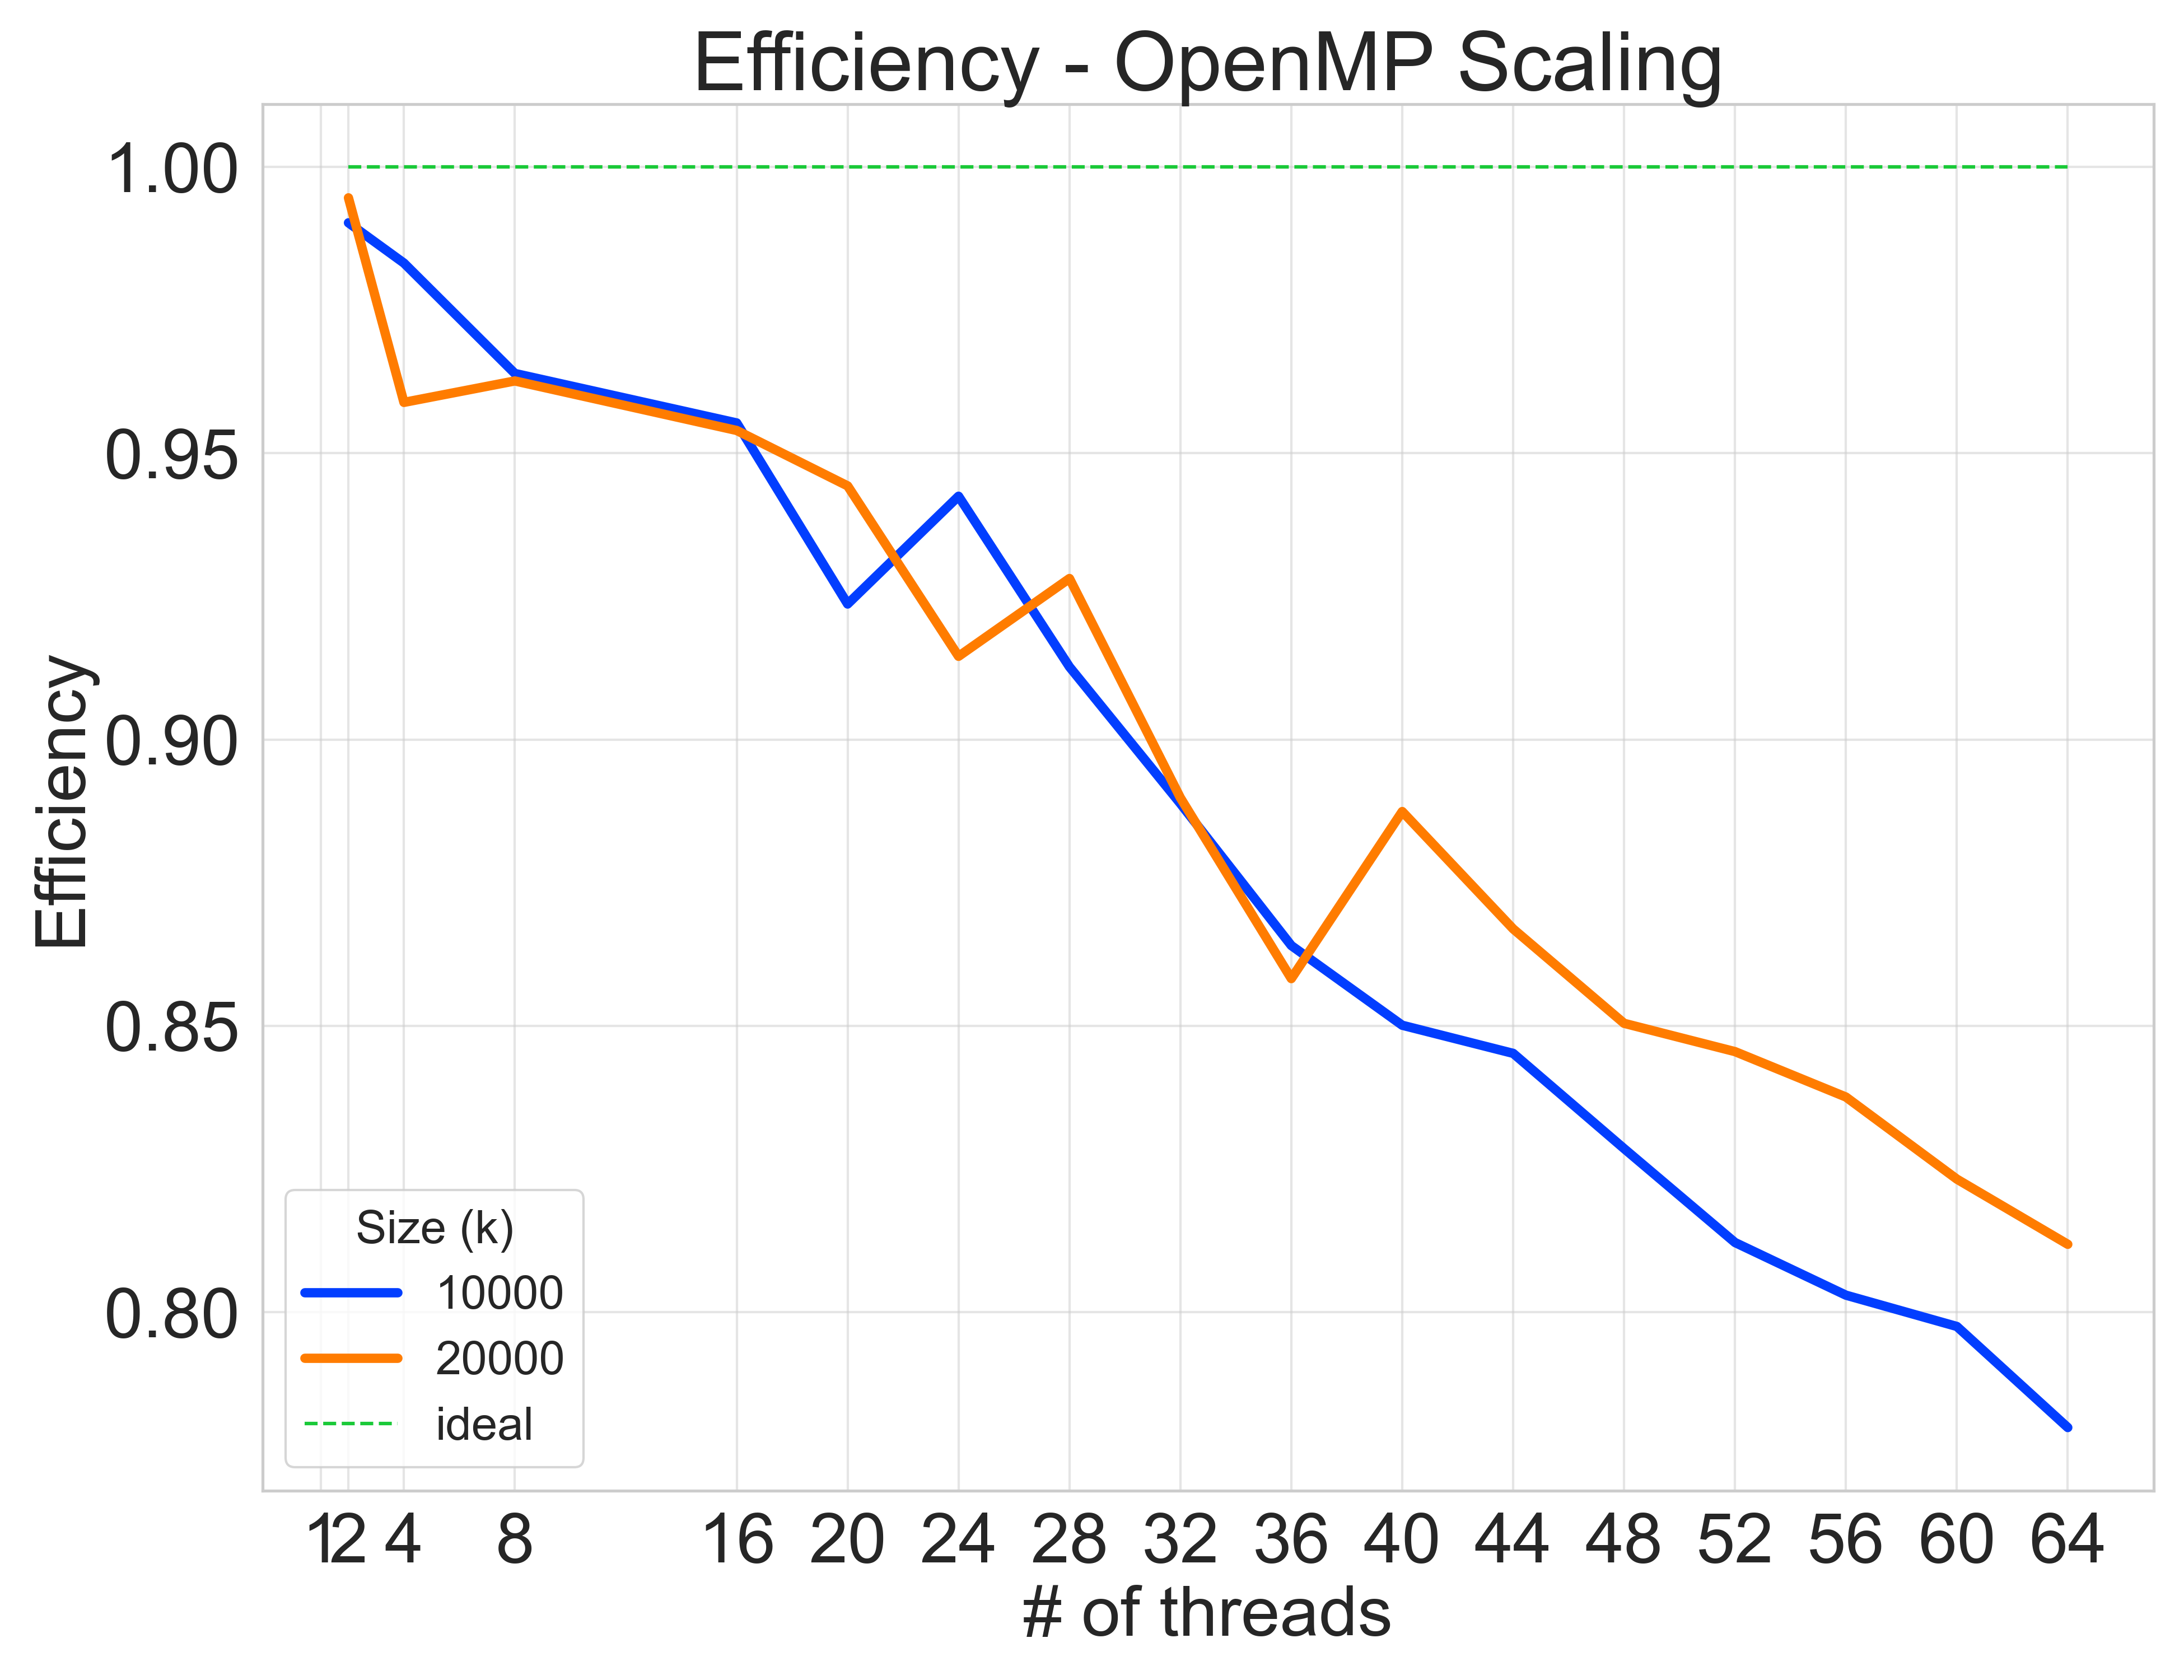 Efficiency - OpenMP Scaling
1.00
0.95
0.90
0.85
0.80
Efficiency
Size (k)
10000
20000
ideal
1 2 4 8 16 20 24 28 32 36 40 44 48 52 56 60 64
# of threads